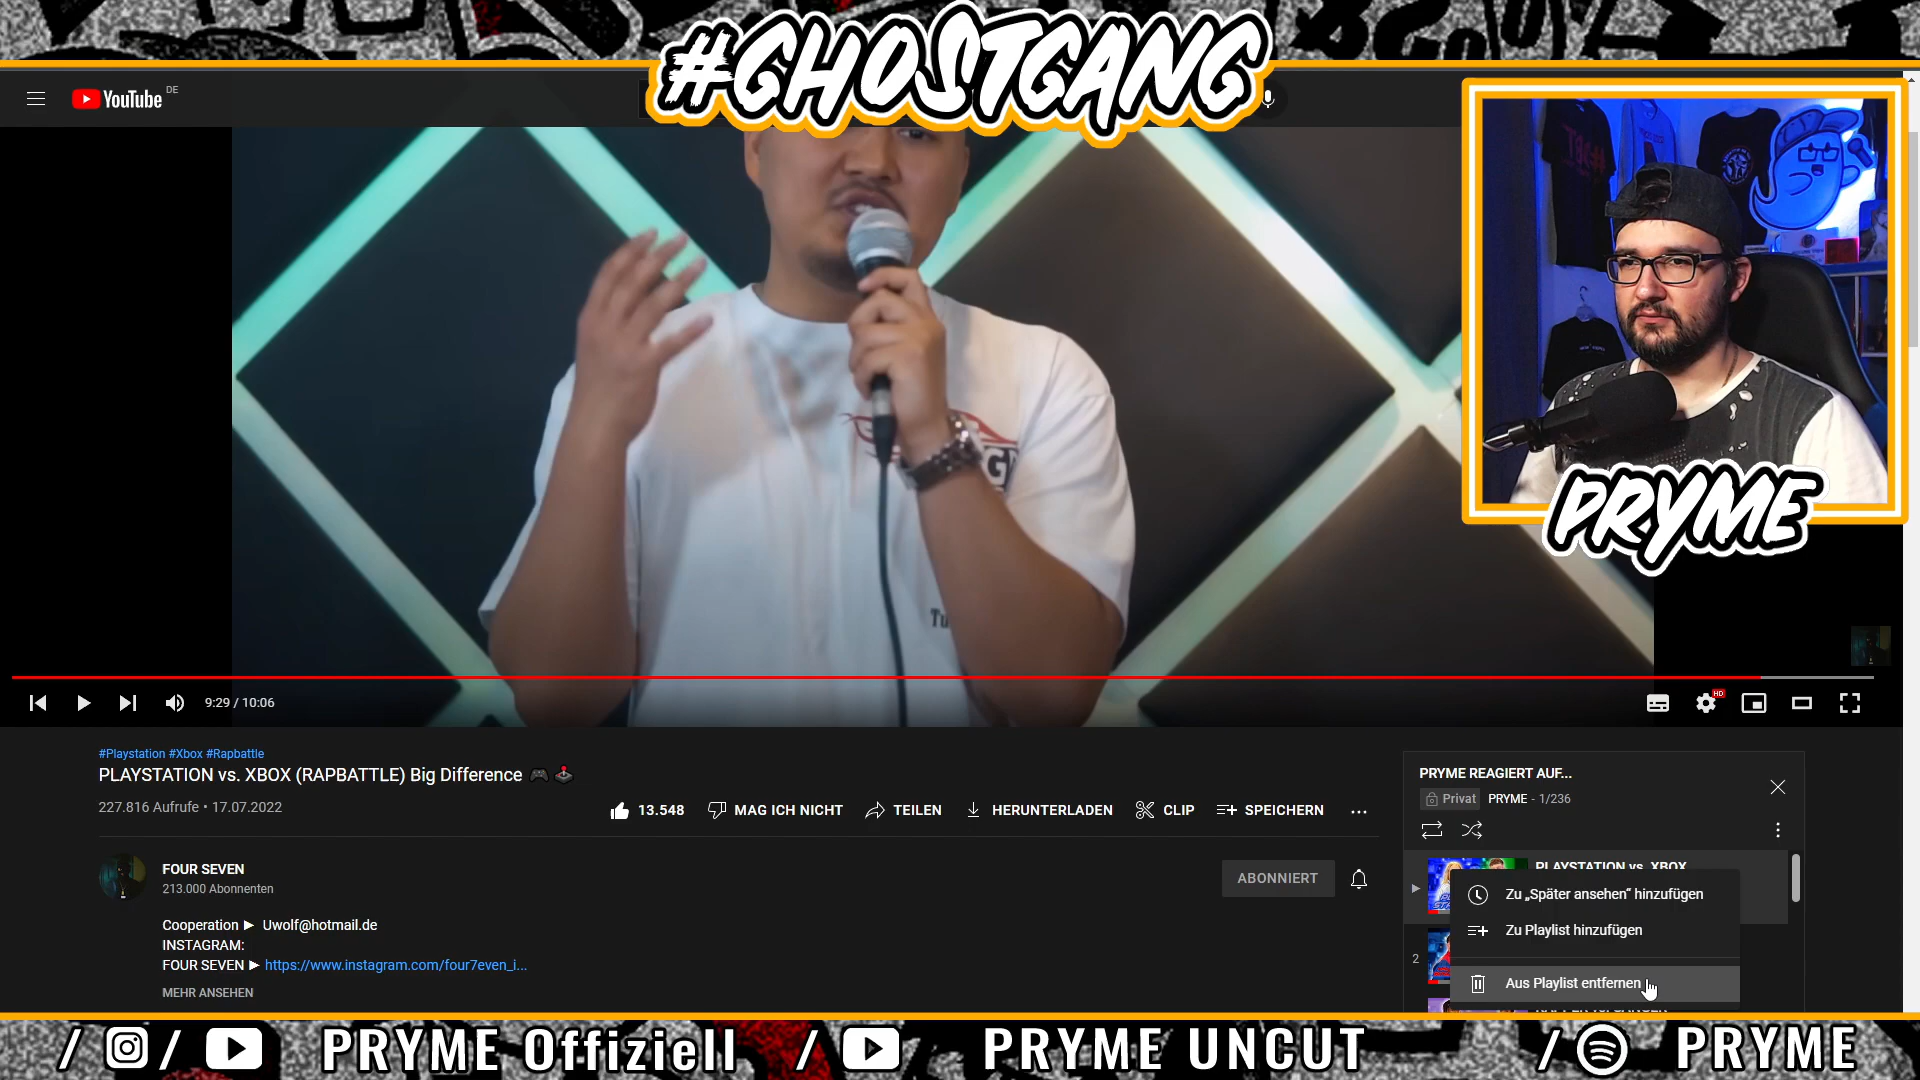 #GHOSTGANG
YouTube DE
PRYME
9:29 / 10:06
HD
#Playstation #Xbox #Rapbattle
PLAYSTATION vs. XBOX (RAPBATTLE) Big Difference
227.816 Aufrufe • 17.07.2022
13.548
MAG ICH NICHT
TEILEN
HERUNTERLADEN
CLIP
SPEICHERN
FOUR SEVEN
213.000 Abonnenten
ABONNIERT
Cooperation ► Uwolf@hotmail.de
INSTAGRAM:
FOUR SEVEN ► https://www.instagram.com/four7even_i...
MEHR ANSEHEN
PRYME REAGIERT AUF...
Privat PRYME - 1/236
PLAYSTATION vs. XBOX
Zu „Später ansehen“ hinzufügen
Zu Playlist hinzufügen
2
Aus Playlist entfernen
/ / PRYME Offiziell / PRYME UNCUT / PRYME